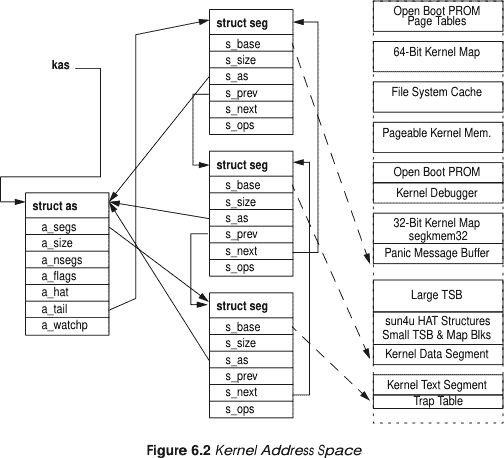 kas
struct as
a_segs
a_size
a_nsegs
a_flags
a_hat
a_tail
a_watchp
struct seg
s_base
s_size
s_as
s_prev
s_next
s_ops
struct seg
s_base
s_size
s_as
s_prev
s_next
s_ops
struct seg
s_base
s_size
s_as
s_prev
s_next
s_ops
Open Boot PROM
Page Tables
64-Bit Kernel Map
File System Cache
Pageable Kernel Mem.
Open Boot PROM
Kernel Debugger
32-Bit Kernel Map
segkmem32
Panic Message Buffer
Large TSB
sun4u HAT Structures
Small TSB & Map Blks
Kernel Data Segment
Kernel Text Segment
Trap Table
Figure 6.2 Kernel Address Space